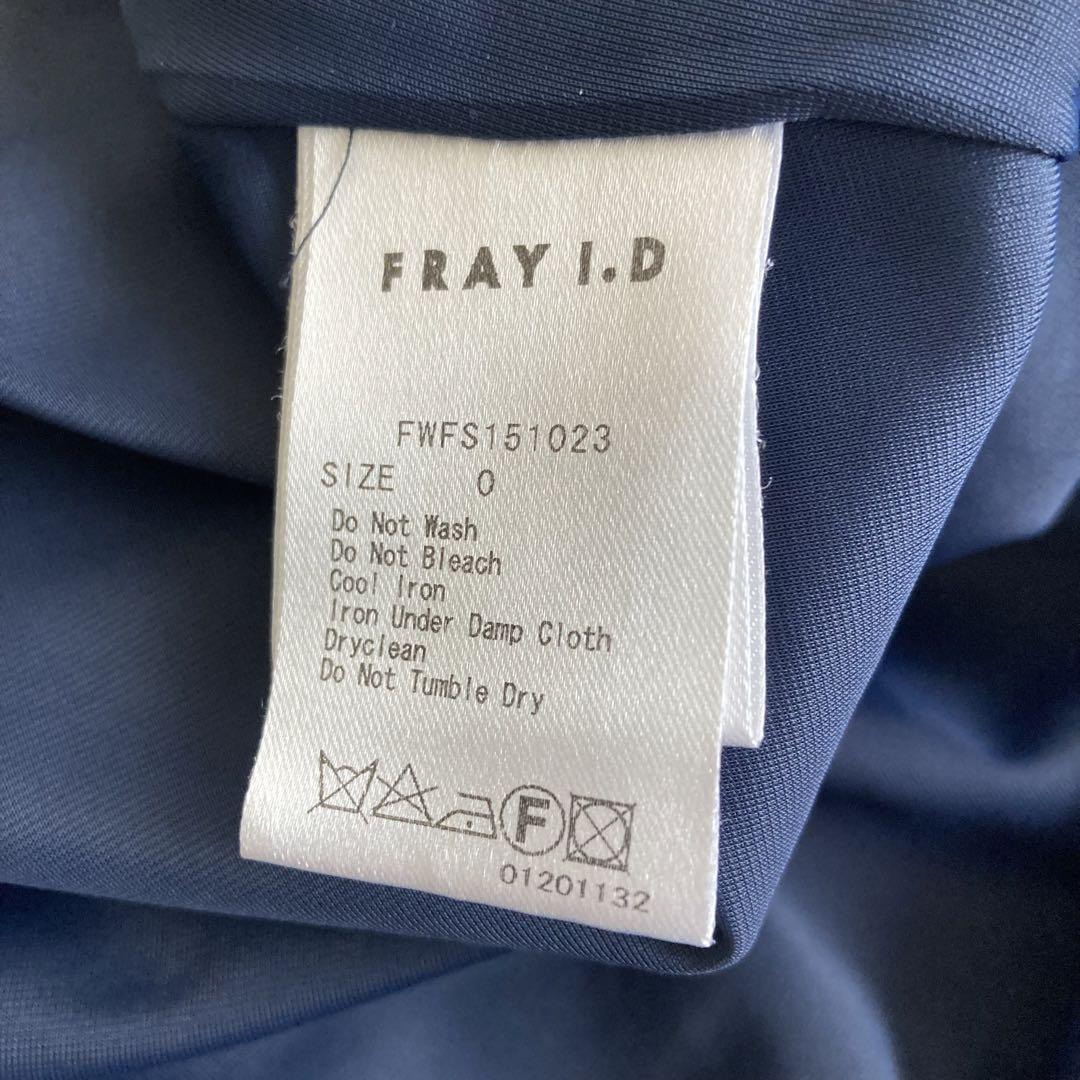 FRAY I.D
FWFS151023
SIZE 0
Do Not Wash
Do Not Bleach
Cool Iron
Iron Under Damp Cloth
Dryclean
Do Not Tumble Dry
F
01201132